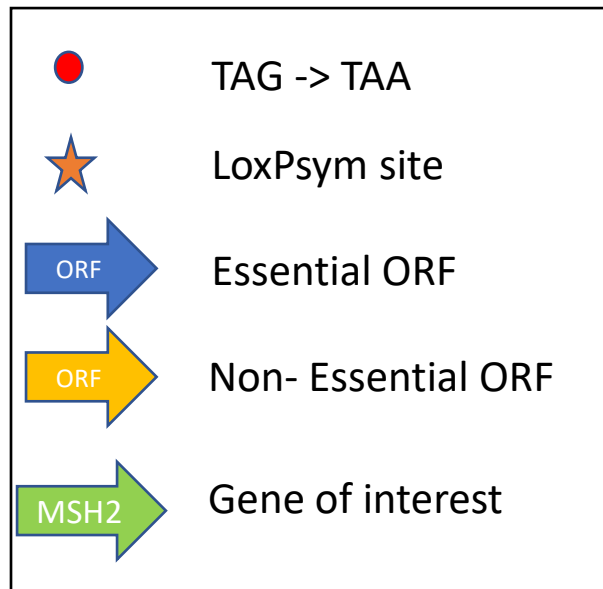 TAG -> TAA
LoxPsym site
ORF Essential ORF
ORF Non- Essential ORF
MSH2 Gene of interest